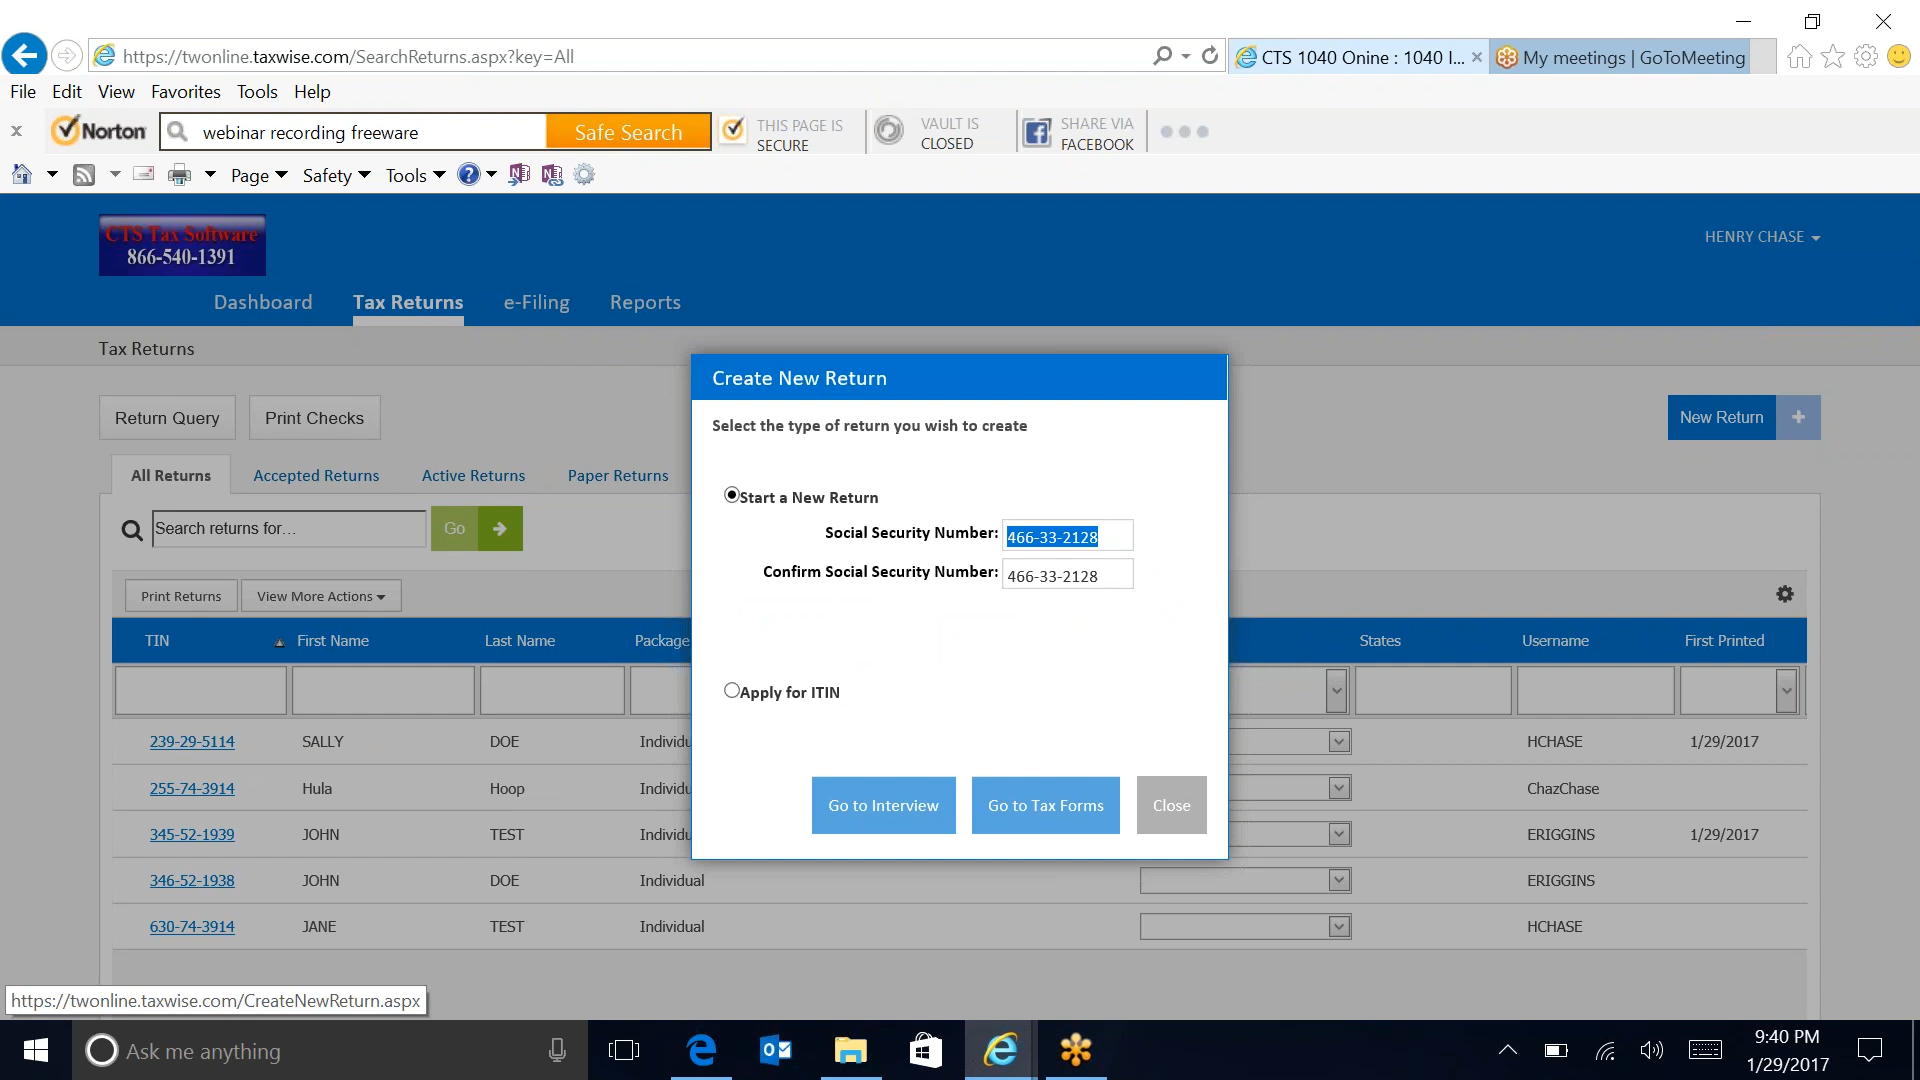 https://twonline.taxwise.com/SearchReturns.aspx?key=All
CTS 1040 Onine : 1040 I...
My meetings | GoToMeeting
File Edit View Favorites Tools Help
Norton
webinar recording freeware
Safe Search
THIS PAGE IS
SECURE
VAULT IS
CLOSED
SHARE VIA
FACEBOOK
Page Safety Tools
CTS Tax Software
866-540-1391
HENRY CHASE
Dashboard Tax Returns e-Filing Reports
Tax Returns
Return Query Print Checks
New Return +
All Returns Accepted Returns Active Returns Paper Returns
Search returns for...
Go
Print Returns View More Actions
TIN First Name Last Name Package States Username First Printed
239-29-5114 SALLY DOE Individu HCHASE 1/29/2017
255-74-3914 Hula Hoop Individu ChazChase
345-52-1939 JOHN TEST Individu ERIGGINS 1/29/2017
346-52-1938 JOHN DOE Individual ERIGGINS
630-74-3914 JANE TEST Individual HCHASE
Create New Return
Select the type of return you wish to create
Start a New Return
Social Security Number: 466-33-2128
Confirm Social Security Number: 466-33-2128
Apply for ITIN
Go to Interview Go to Tax Forms Close
https://twonline.taxwise.com/CreateNewReturn.aspx
Ask me anything
9:40 PM
1/29/2017